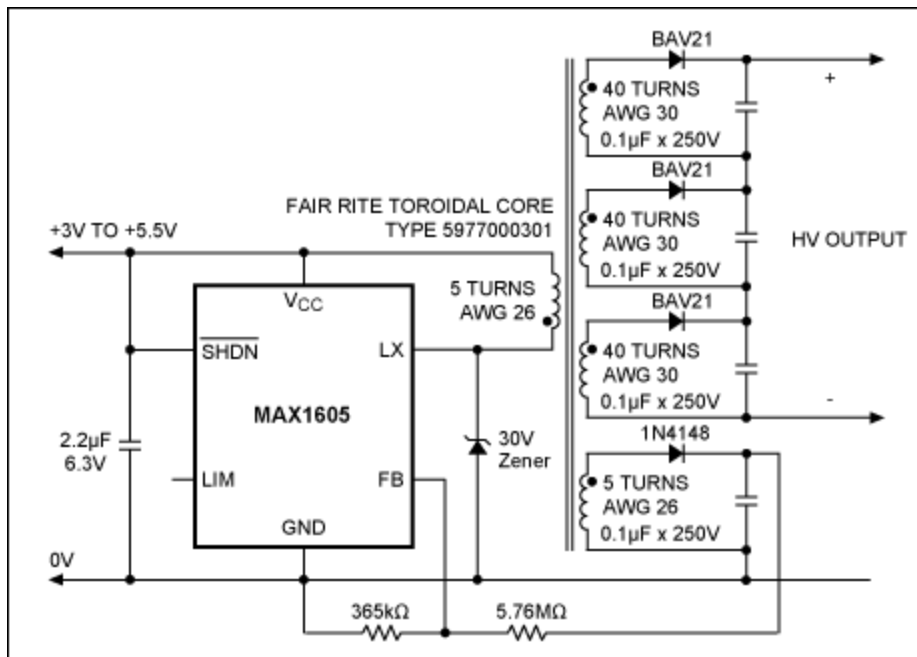 BAV21
40 TURNS
AWG 30
0.1µF x 250V
+
BAV21
FAIR RITE TOROIDAL CORE
TYPE 5977000301
40 TURNS
AWG 30
0.1µF x 250V
HV OUTPUT
+3V TO +5.5V
VCC
5 TURNS
AWG 26
BAV21
SHDN
LX
40 TURNS
AWG 30
0.1µF x 250V
-
MAX1605
2.2µF
6.3V
30V
Zener
1N4148
LIM
FB
5 TURNS
AWG 26
0.1µF x 250V
GND
0V
365kΩ
5.76MΩ